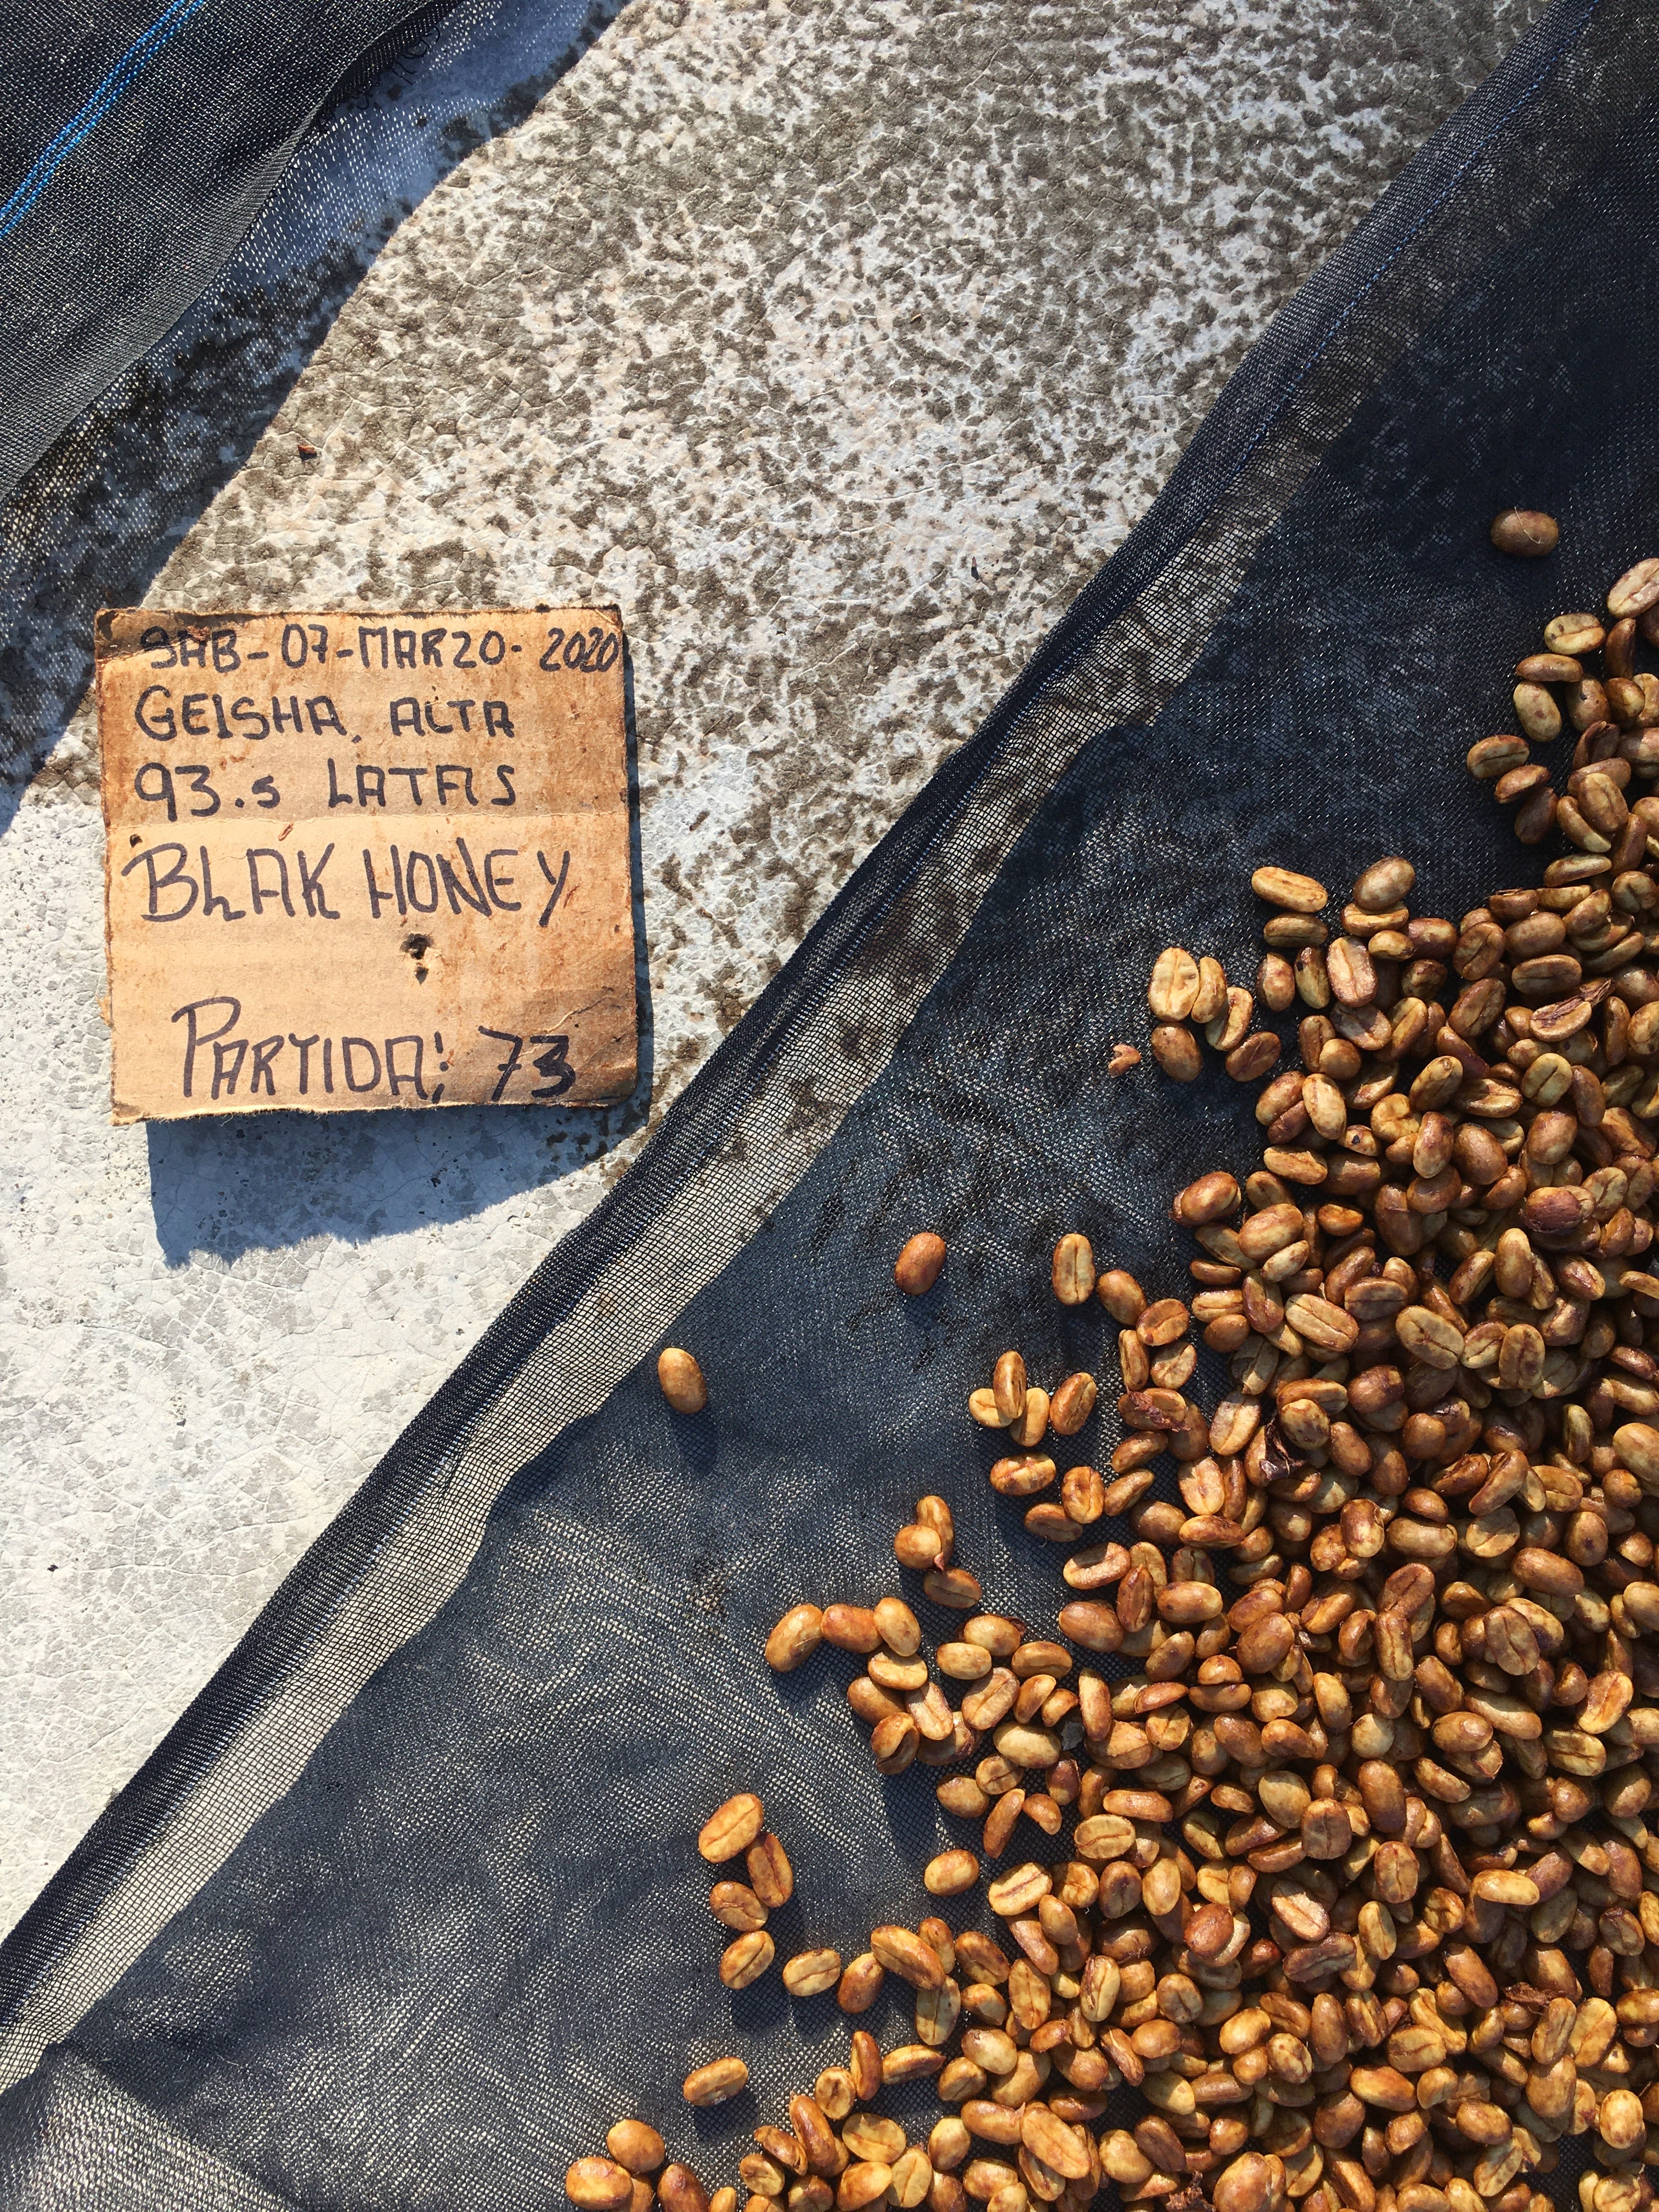 SAB-07-MARZO-2020
GEISHA, ALTA
93.5 LATAS
BLAK HONEY
PARTIDA: 73